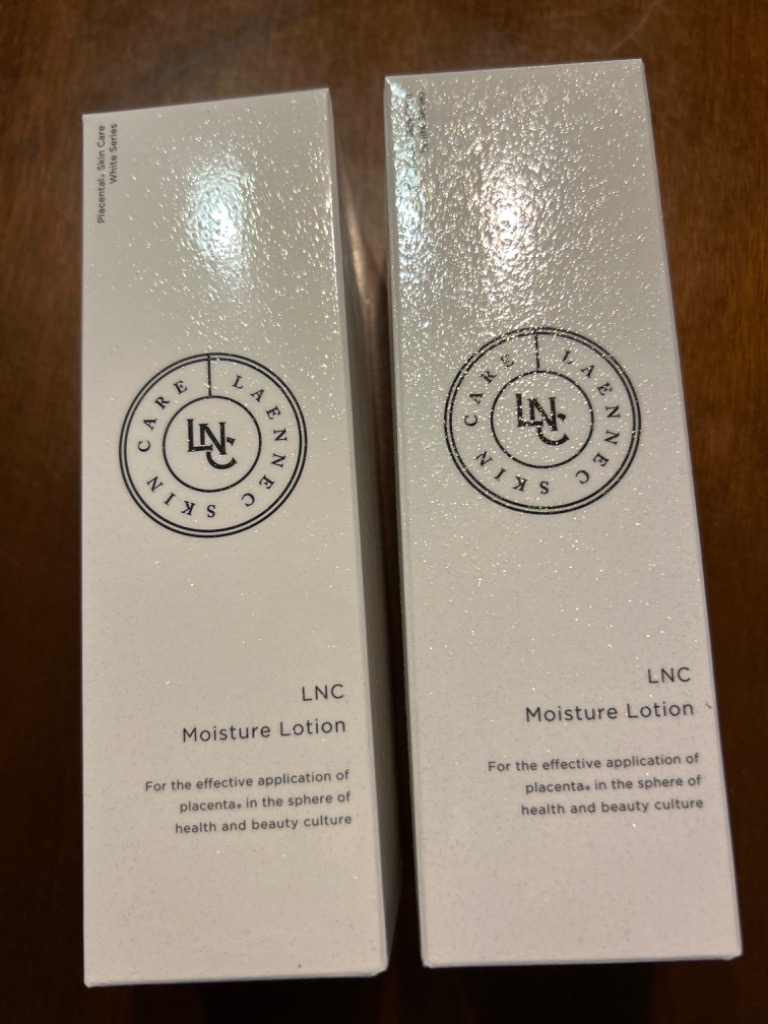 Placental* Skin Care
White Series
LAENNEC SKIN CARE
LNC
LNC
Moisture Lotion
For the effective application of
placenta* in the sphere of
health and beauty culture
LAENNEC SKIN CARE
LNC
LNC
Moisture Lotion
For the effective application of
placenta* in the sphere of
health and beauty culture